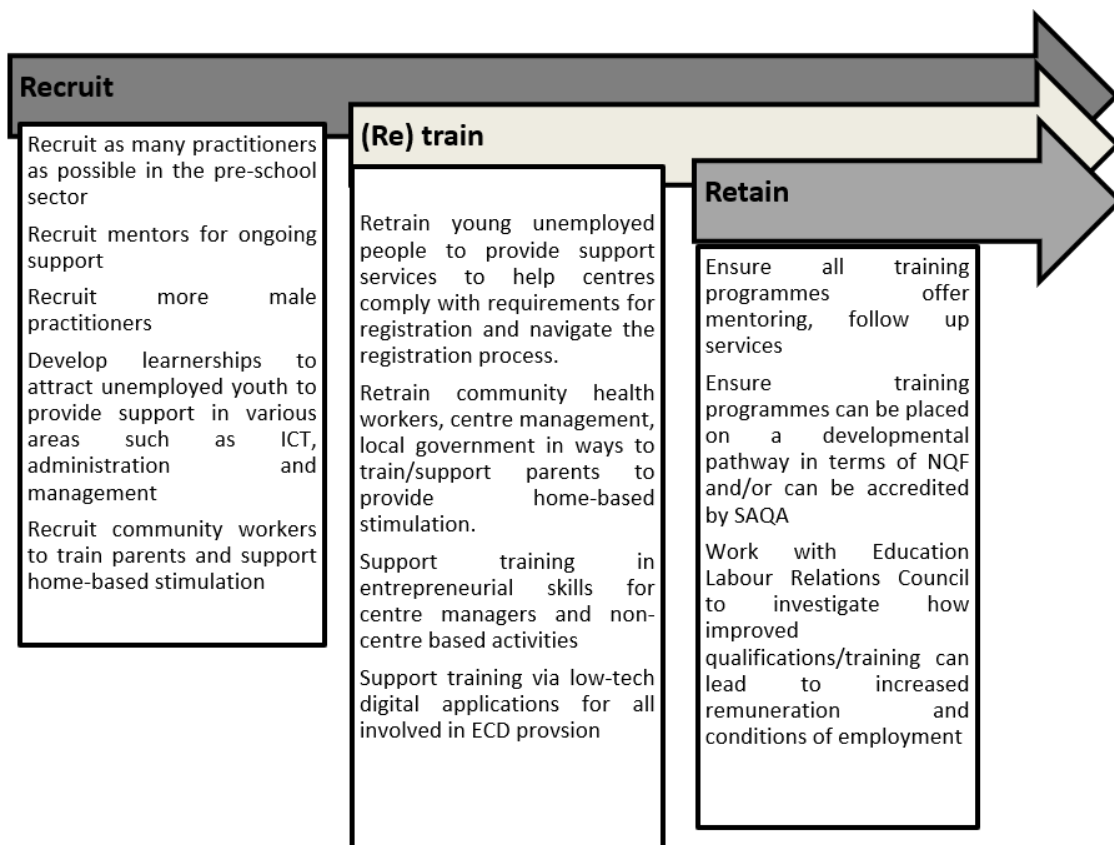 Recruit
Recruit as many practitioners
as possible in the pre-school
sector
Recruit mentors for ongoing
support
Recruit more male
practitioners
Develop learnerships to
attract unemployed youth to
provide support in various
areas such as ICT,
administration and
management
Recruit community workers
to train parents and support
home-based stimulation
(Re) train
Retrain young unemployed
people to provide support
services to help centres
comply with requirements for
registration and navigate the
registration process.
Retrain community health
workers, centre management,
local government in ways to
train/support parents to
provide home-based
stimulation.
Support training in
entrepreneurial skills for
centre managers and non-
centre based activities
Support training via low-tech
digital applications for all
involved in ECD provsion
Retain
Ensure all training
programmes offer
mentoring, follow up
services
Ensure training
programmes can be placed
on a developmental
pathway in terms of NQF
and/or can be accredited
by SAQA
Work with Education
Labour Relations Council
to investigate how
improved
qualifications/training can
lead to increased
remuneration and
conditions of employment